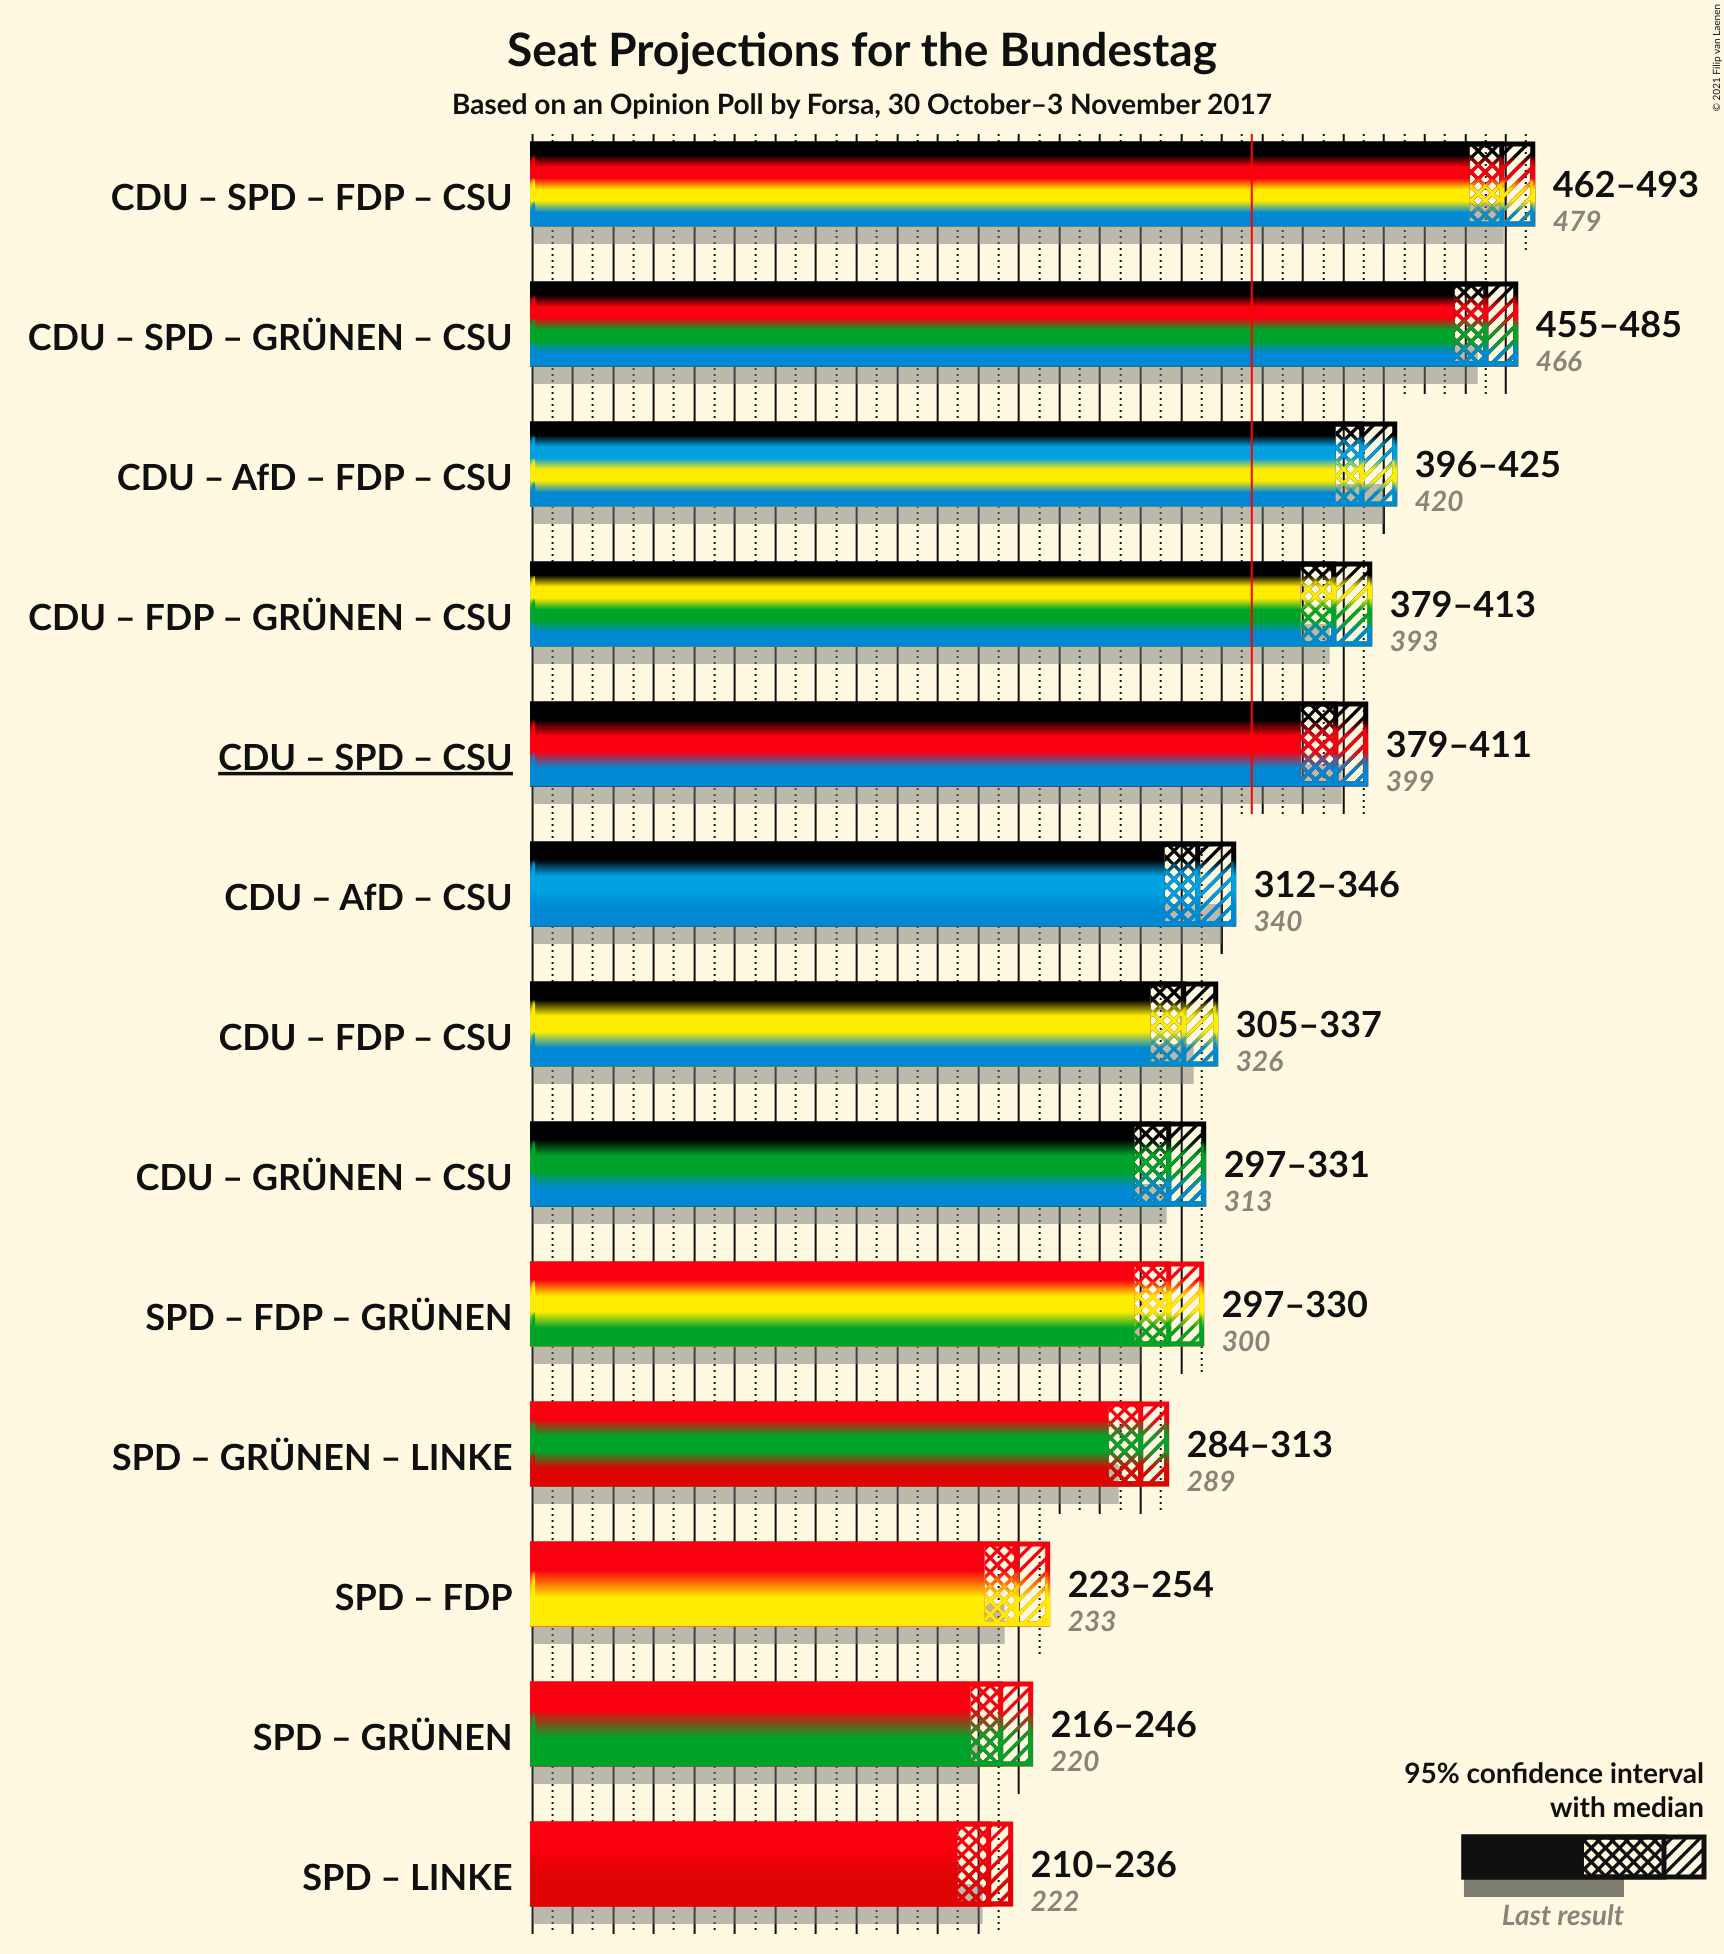 © 2021 Filip van Laenen
Seat Projections for the Bundestag
Based on an Opinion Poll by Forsa, 30 October–3 November 2017
CDU – SPD – FDP – CSU
462–493
479
CDU – SPD – GRÜNEN – CSU
455–485
466
CDU – AfD – FDP – CSU
396–425
420
CDU – FDP – GRÜNEN – CSU
379–413
393
CDU – SPD – CSU
379–411
399
CDU – AfD – CSU
312–346
340
CDU – FDP – CSU
305–337
326
CDU – GRÜNEN – CSU
297–331
313
SPD – FDP – GRÜNEN
297–330
300
SPD – GRÜNEN – LINKE
284–313
289
SPD – FDP
223–254
233
SPD – GRÜNEN
216–246
220
SPD – LINKE
210–236
222
95% confidence interval
with median
Last result